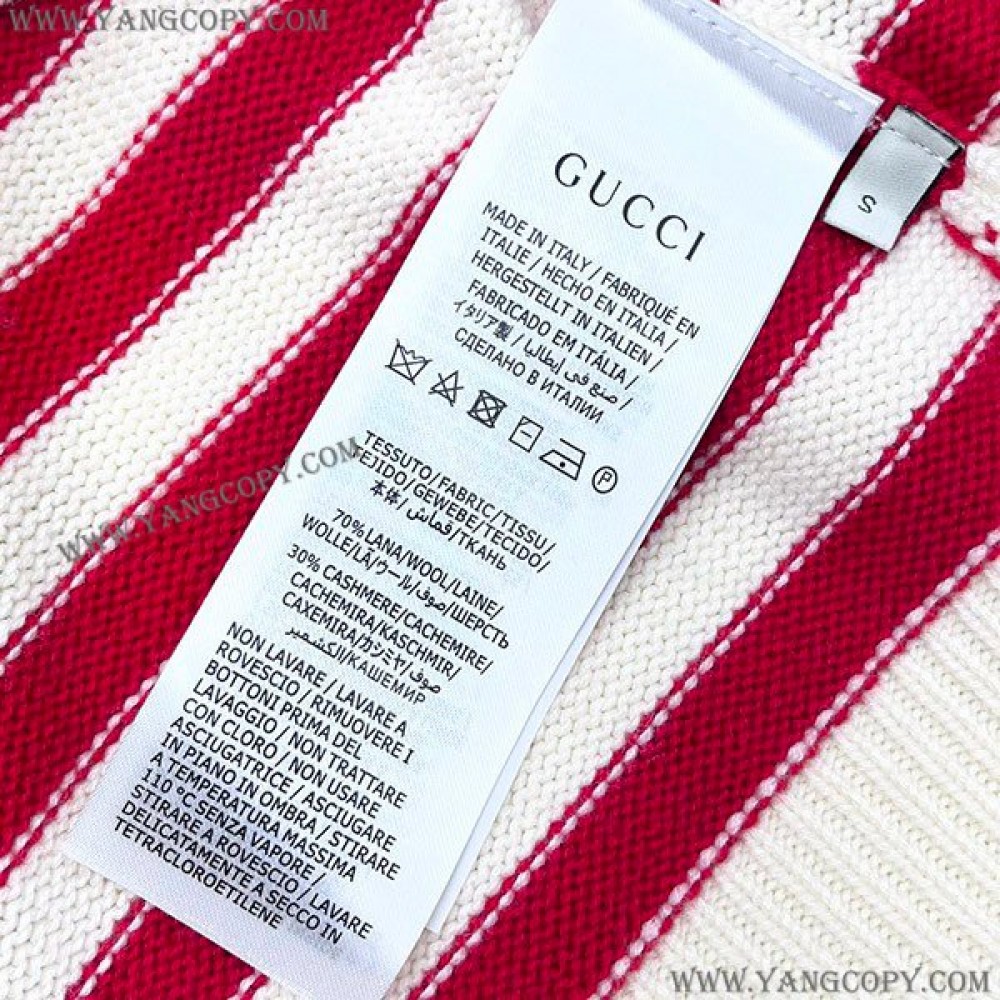 WWW.YANGCOPY.COM
GUCCI
S
MADE IN ITALY / FABRIQUÉ EN
ITALIE / HECHO EN ITALIA /
HERGESTELLT IN ITALIEN /
FABRICADO EM ITÁLIA /
イタリア製 / صنع في إيطاليا /
СДЕЛАНО В ИТАЛИИ
P
TESSUTO/FABRIC/TISSU/
TEJIDO/GEWEBE/TECIDO/
本体/قماش/ТКАНЬ
70% LANA/WOOL/LAINE/
WOLLE/LÃ/ウール/صوف/ШЕРСТЬ
30% CASHMERE/CACHEMIRE/
CACHEMIRA/KASCHMIR/
CAXEMIRA/カシミヤ/صوف
الكشمير/КАШЕМИР
NON LAVARE / LAVARE A
ROVESCIO / RIMUOVERE I
BOTTONI PRIMA DEL
LAVAGGIO / NON TRATTARE
CON CLORO / NON USARE
ASCIUGATRICE / ASCIUGARE
IN PIANO IN OMBRA / STIRARE
A TEMPERATURA MASSIMA
110 °C SENZA VAPORE /
STIRARE A ROVESCIO / LAVARE
DELICATAMENTE A SECCO IN
TETRACLOROETILENE
WWW.YANGCOPY.COM
WWW.YANGCOPY.COM